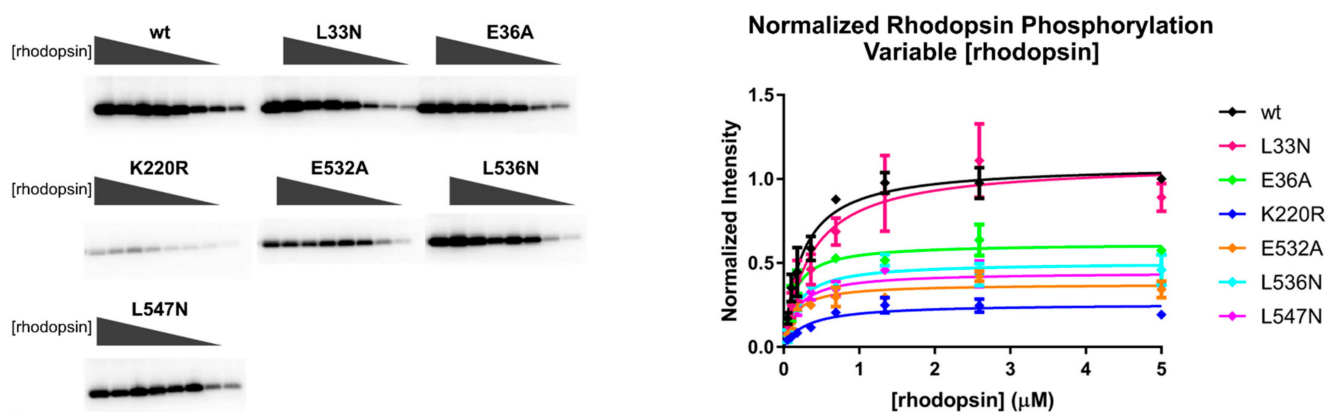 wt L33N E36A
[rhodopsin]
K220R E532A L536N
[rhodopsin]
L547N
[rhodopsin]
Normalized Rhodopsin Phosphorylation
Variable [rhodopsin]
Normalized Intensity
1.5
1.0
0.5
0.0
0 1 2 3 4 5
[rhodopsin] (μM)
wt
L33N
E36A
K220R
E532A
L536N
L547N